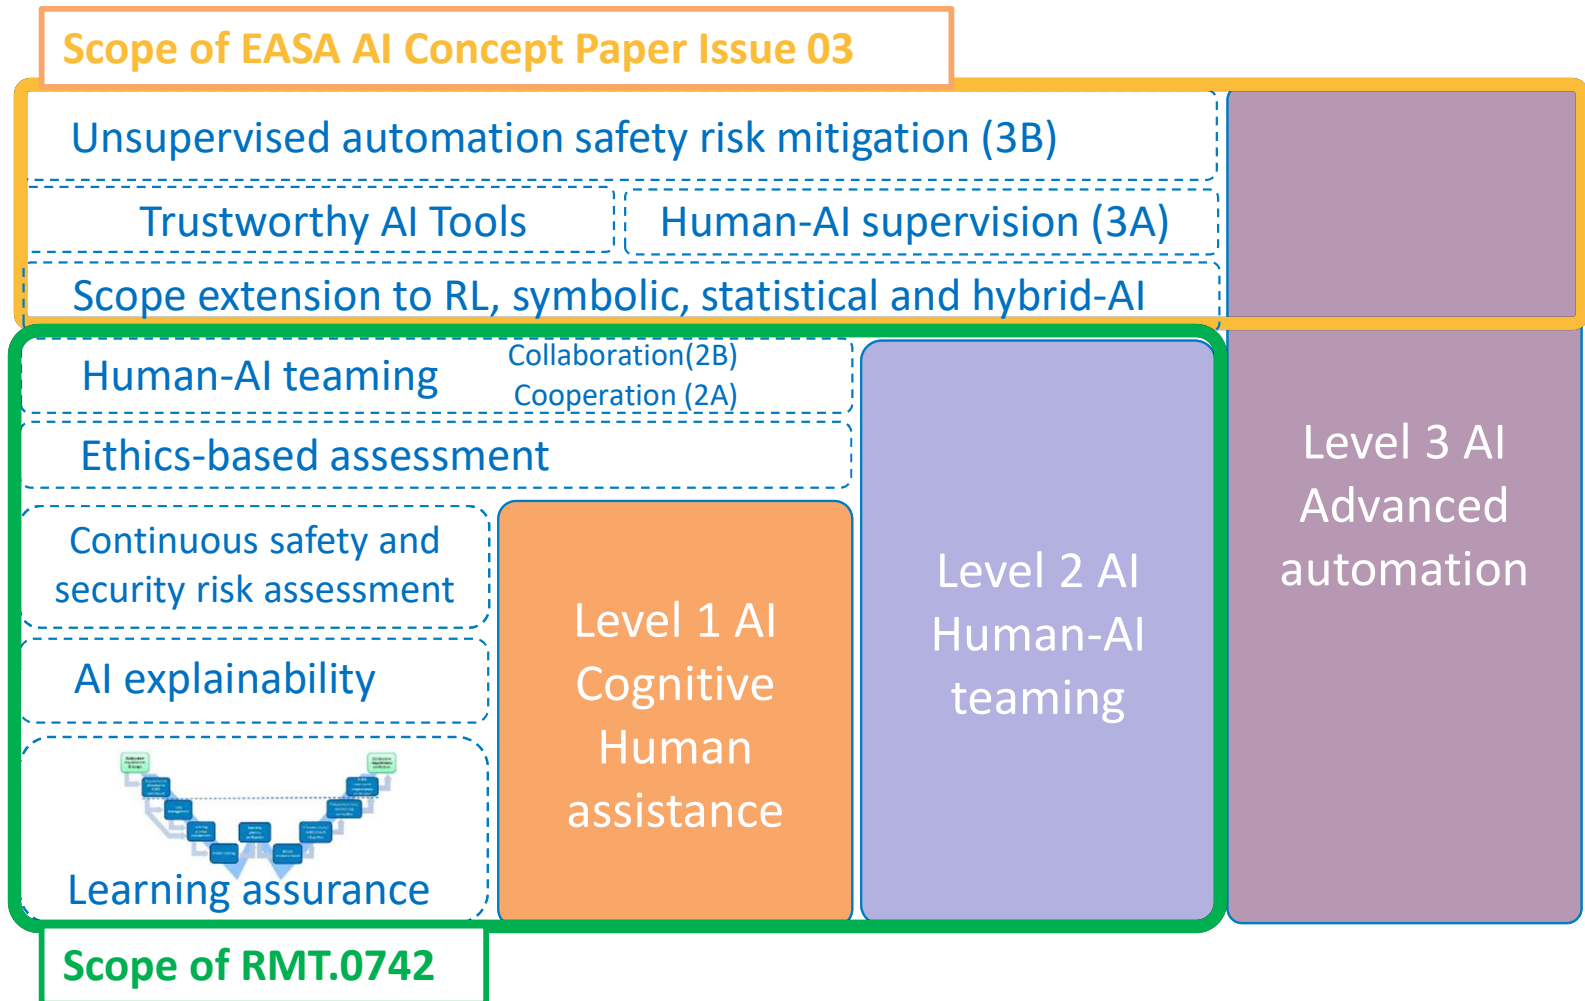 Scope of EASA AI Concept Paper Issue 03
Unsupervised automation safety risk mitigation (3B)
Trustworthy AI Tools
Human-AI supervision (3A)
Scope extension to RL, symbolic, statistical and hybrid-AI
Human-AI teaming
Collaboration(2B)
Cooperation (2A)
Ethics-based assessment
Continuous safety and
security risk assessment
AI explainability
Learning assurance
Level 1 AI
Cognitive
Human
assistance
Level 2 AI
Human-AI
teaming
Level 3 AI
Advanced
automation
Scope of RMT.0742